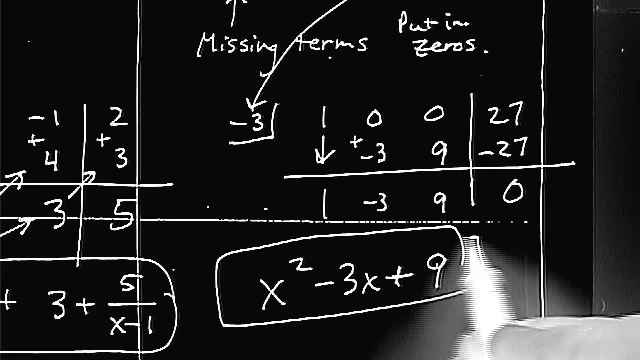 Missing terms Put in
zeros.
-1 | 2
+4 | +3
3 | 5
+ 3 + 5/(x-1)
-3 | 1 0 0 | 27
↓ +-3 9 | -27
1 -3 9 | 0
x² - 3x + 9